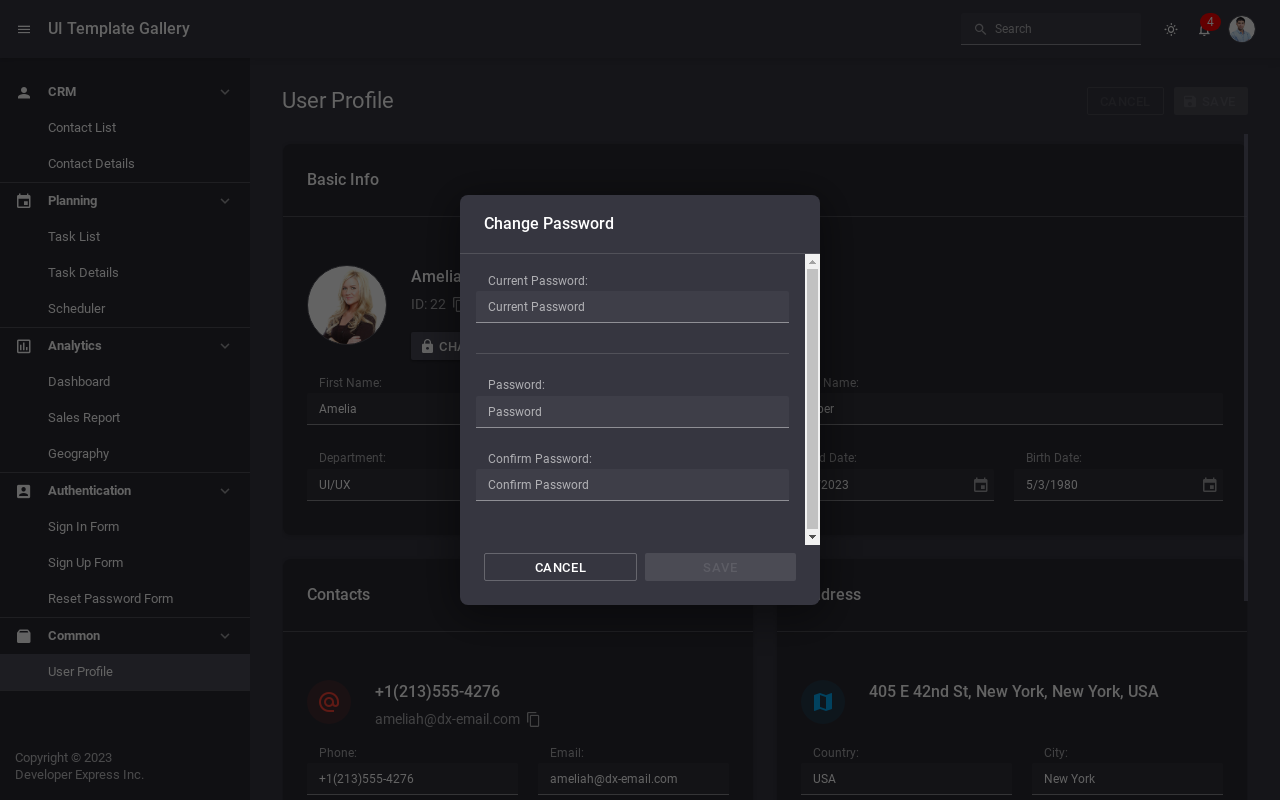 UI Template Gallery
Search
4
CRM
Contact List
Contact Details
Planning
Task List
Task Details
Scheduler
Analytics
Dashboard
Sales Report
Geography
Authentication
Sign In Form
Sign Up Form
Reset Password Form
Common
User Profile
Copyright © 2023
Developer Express Inc.
User Profile
CANCEL
SAVE
Basic Info
Amelia
ID: 22
CHA
First Name:
Amelia
Name:
per
Department:
UI/UX
d Date:
2023
Birth Date:
5/3/1980
Change Password
Current Password:
Current Password
Password:
Password
Confirm Password:
Confirm Password
CANCEL
SAVE
Contacts
+1(213)555-4276
ameliah@dx-email.com
Phone:
+1(213)555-4276
Email:
ameliah@dx-email.com
dress
405 E 42nd St, New York, New York, USA
Country:
USA
City:
New York